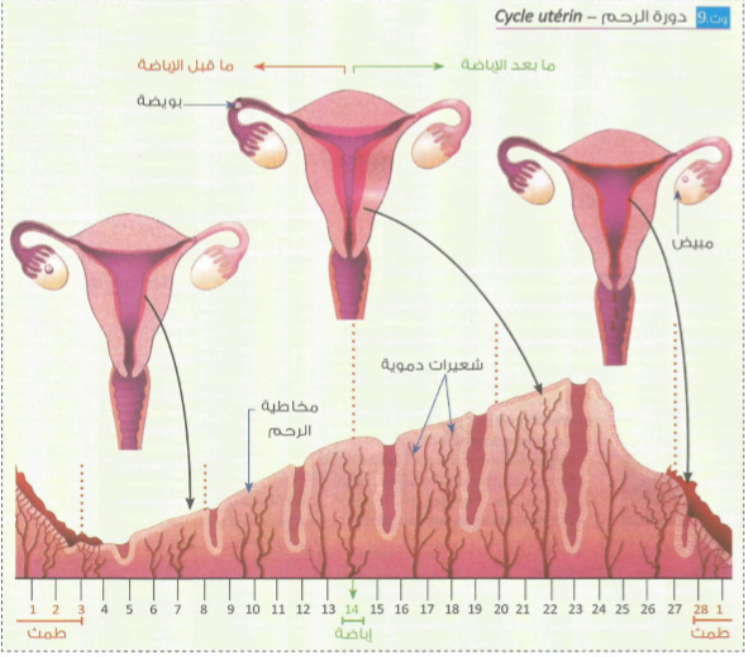 وث.9 دورة الرحم – Cycle utérin
ما قبل الإباضة
ما بعد الإباضة
بويضة
مبيض
شعيرات دموية
مخاطية
الرحم
1 2 3 4 5 6 7 8 9 10 11 12 13 14 15 16 17 18 19 20 21 22 23 24 25 26 27 28 1
طمث
إباضة
طمث